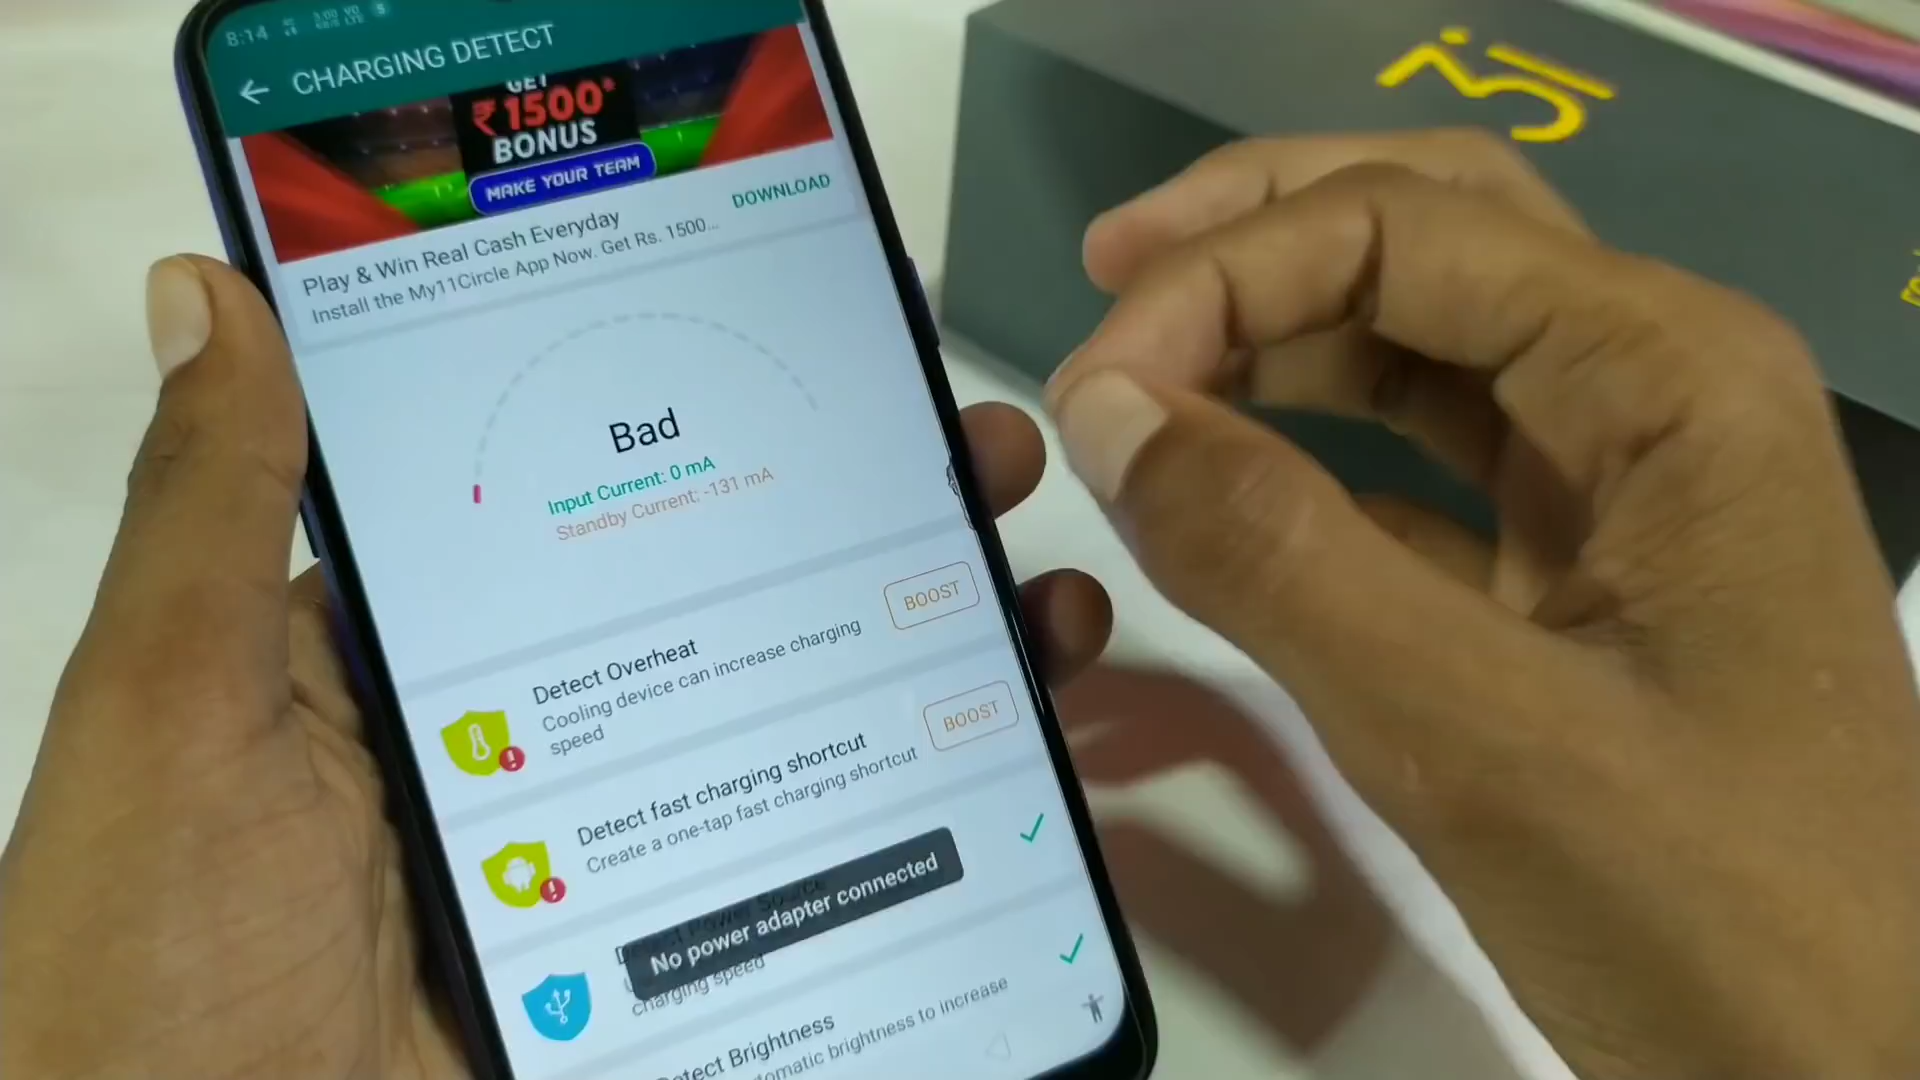 8:14
CHARGING DETECT
GET
₹1500*
BONUS
MAKE YOUR TEAM
Play & Win Real Cash Everyday
Install the My11Circle App Now. Get Rs. 1500...
DOWNLOAD
Bad
Input Current: 0 mA
Standby Current: -131 mA
Detect Overheat
Cooling device can increase charging
speed
BOOST
Detect fast charging shortcut
Create a one-tap fast charging shortcut
BOOST
No power adapter connected
charging speed
Detect Brightness
automatic brightness to increase